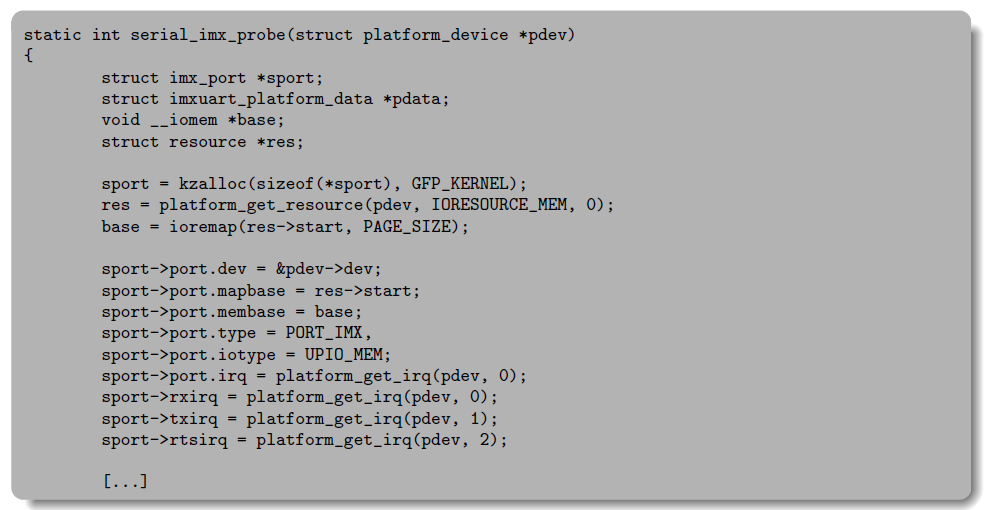 static int serial_imx_probe(struct platform_device *pdev)
{
        struct imx_port *sport;
        struct imxuart_platform_data *pdata;
        void __iomem *base;
        struct resource *res;

        sport = kzalloc(sizeof(*sport), GFP_KERNEL);
        res = platform_get_resource(pdev, IORESOURCE_MEM, 0);
        base = ioremap(res->start, PAGE_SIZE);

        sport->port.dev = &pdev->dev;
        sport->port.mapbase = res->start;
        sport->port.membase = base;
        sport->port.type = PORT_IMX,
        sport->port.iotype = UPIO_MEM;
        sport->port.irq = platform_get_irq(pdev, 0);
        sport->rxirq = platform_get_irq(pdev, 0);
        sport->txirq = platform_get_irq(pdev, 1);
        sport->rtsirq = platform_get_irq(pdev, 2);

        [...]